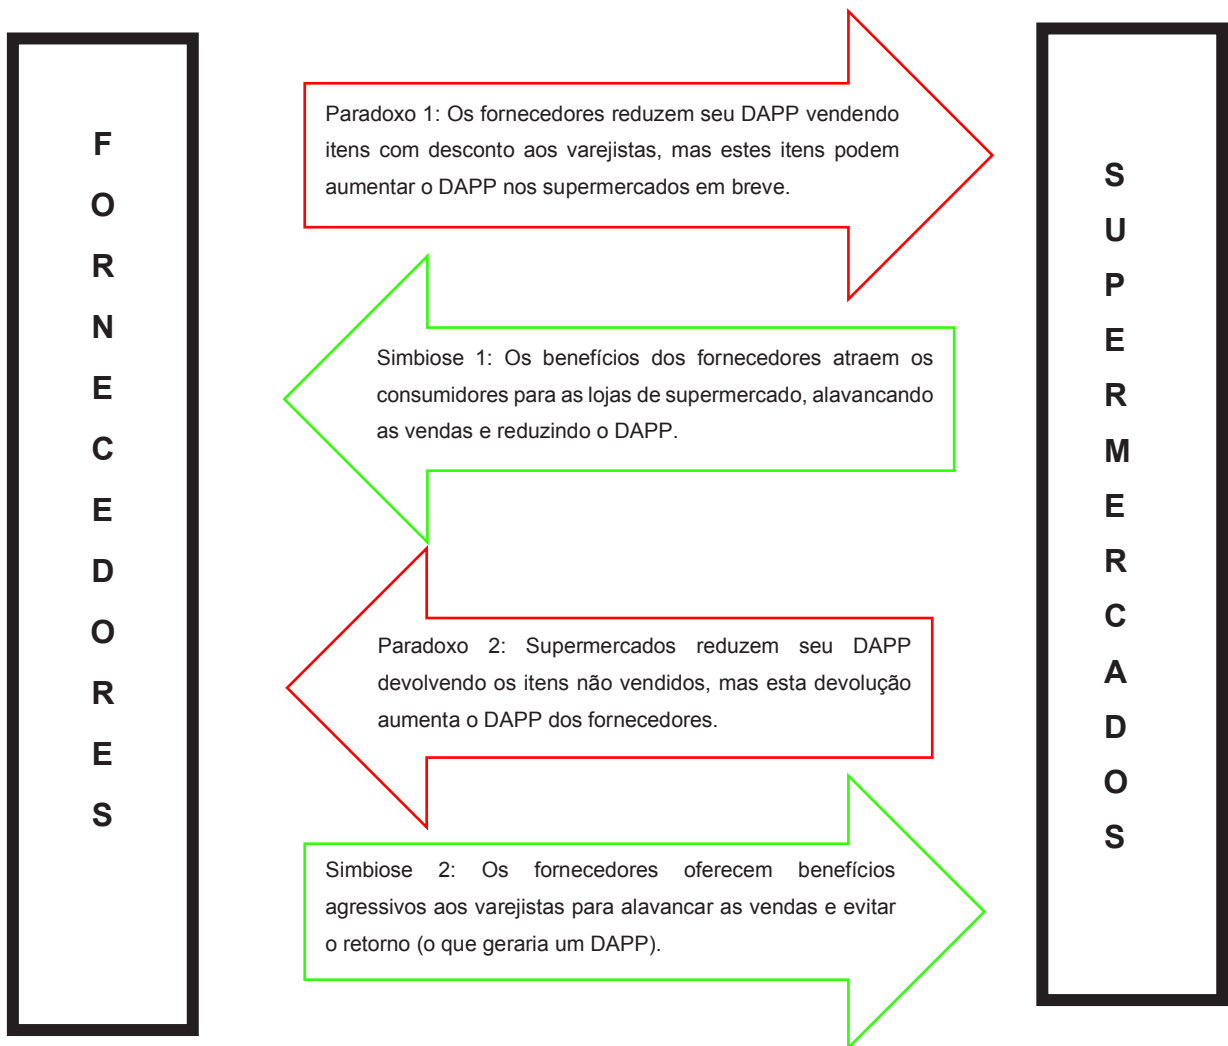 F
O
R
N
E
C
E
D
O
R
E
S
Paradoxo 1: Os fornecedores reduzem seu DAPP vendendo
itens com desconto aos varejistas, mas estes itens podem
aumentar o DAPP nos supermercados em breve.
Simbiose 1: Os benefícios dos fornecedores atraem os
consumidores para as lojas de supermercado, alavancando
as vendas e reduzindo o DAPP.
Paradoxo 2: Supermercados reduzem seu DAPP
devolvendo os itens não vendidos, mas esta devolução
aumenta o DAPP dos fornecedores.
Simbiose 2: Os fornecedores oferecem benefícios
agressivos aos varejistas para alavancar as vendas e evitar
o retorno (o que geraria um DAPP).
S
U
P
E
R
M
E
R
C
A
D
O
S